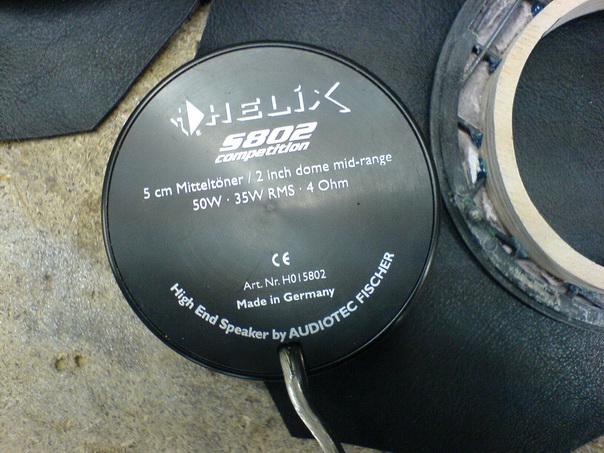 HELIX
S802
competition
5 cm Mitteltöner / 2 inch dome mid-range
50W · 35W RMS · 4 Ohm
CE
Art. Nr. H015802
Made in Germany
High End Speaker by AUDIOTEC FISCHER